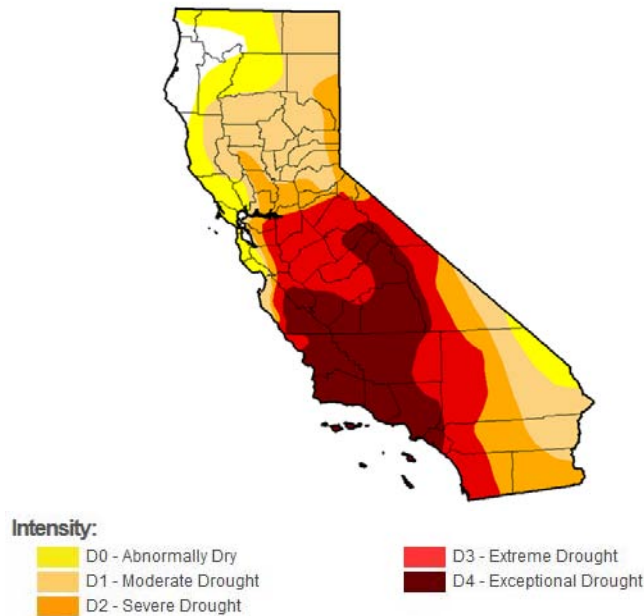 Intensity:
D0 - Abnormally Dry
D1 - Moderate Drought
D2 - Severe Drought
D3 - Extreme Drought
D4 - Exceptional Drought